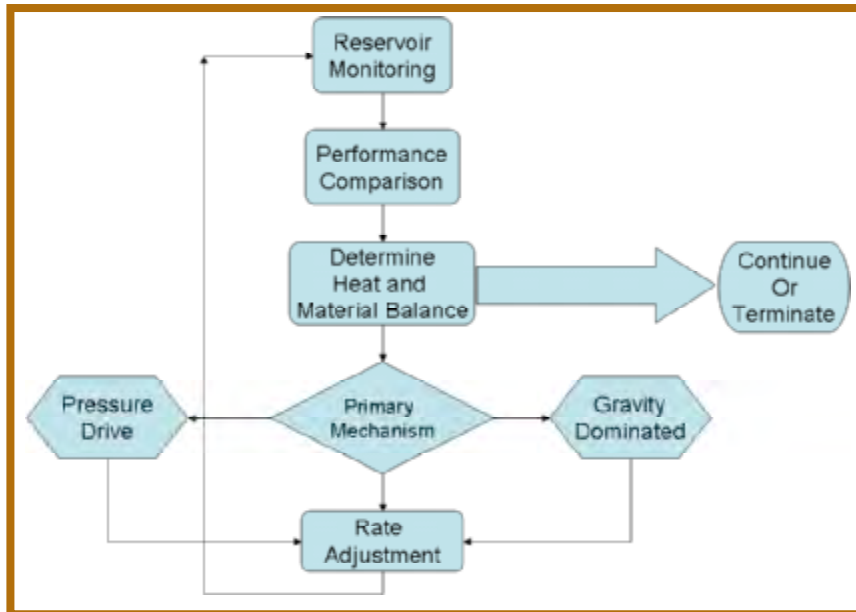 Reservoir
Monitoring
Performance
Comparison
Determine
Heat and
Material Balance
Continue
Or
Terminate
Pressure
Drive
Primary
Mechanism
Gravity
Dominated
Rate
Adjustment